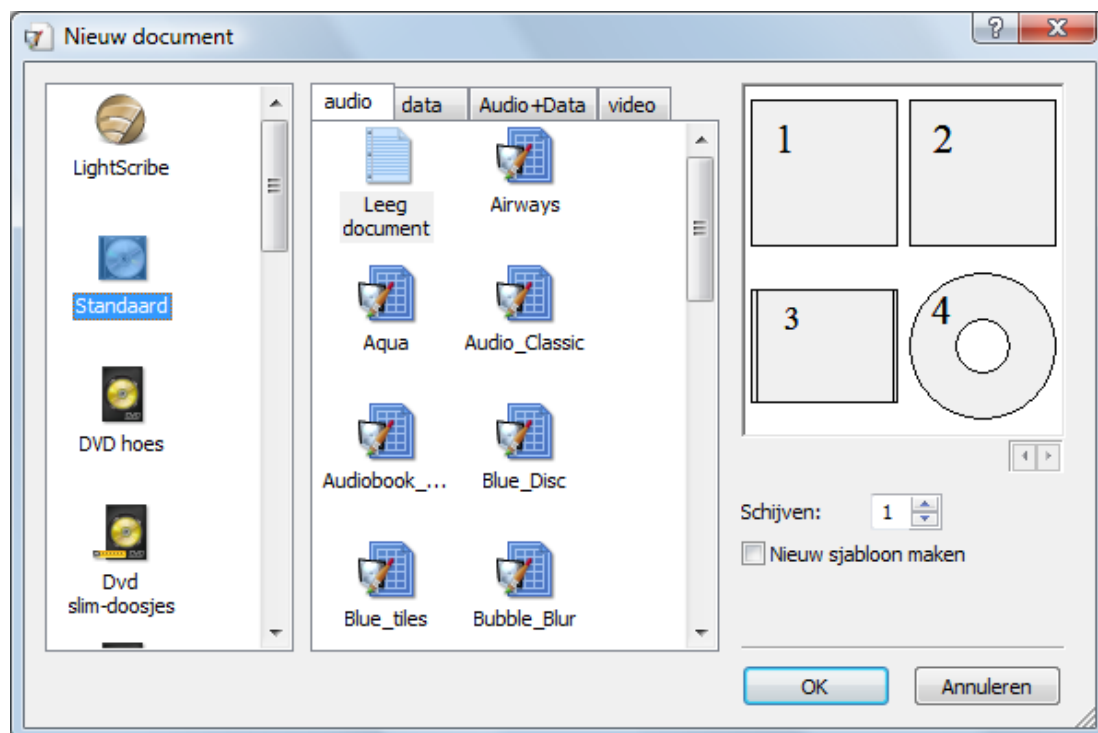 Nieuw document
LightScribe
Standaard
DVD hoes
Dvd
slim-doosjes
audio
data
Audio+Data
video
Leeg
document
Airways
Aqua
Audio_Classic
Audiobook_...
Blue_Disc
Blue_tiles
Bubble_Blur
1
2
3
4
Schijven: 1
Nieuw sjabloon maken
OK
Annuleren